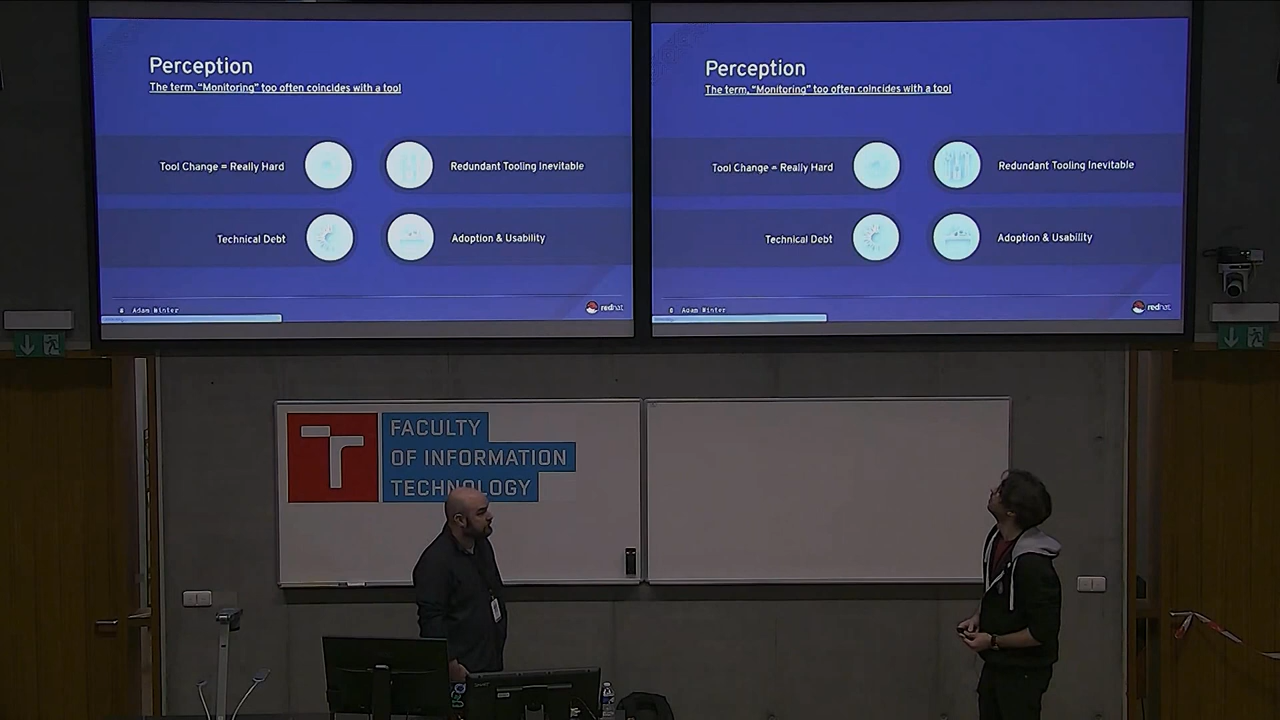 Perception
The term, "Monitoring" too often coincides with a tool
Tool Change = Really Hard
Redundant Tooling Inevitable
Technical Debt
Adoption & Usability
Adam Winter
redhat
Perception
The term, "Monitoring" too often coincides with a tool
Tool Change = Really Hard
Redundant Tooling Inevitable
Technical Debt
Adoption & Usability
Adam Winter
redhat
FACULTY
OF INFORMATION
TECHNOLOGY